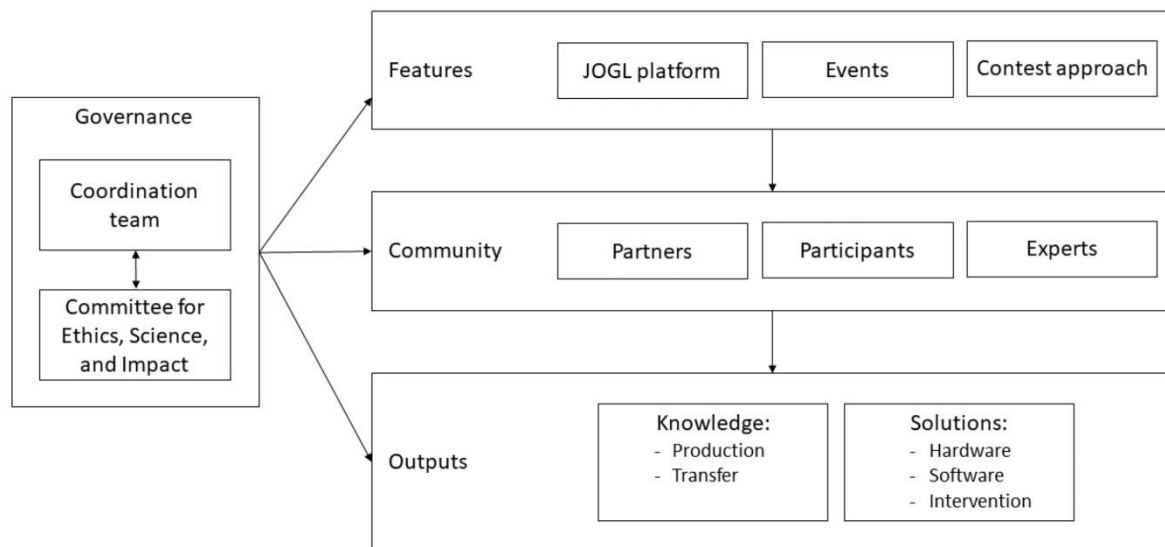 Governance
Coordination
team
Committee for
Ethics, Science,
and Impact
Features
JOGL platform
Events
Contest approach
Community
Partners
Participants
Experts
Outputs
Knowledge:
- Production
- Transfer
Solutions:
- Hardware
- Software
- Intervention